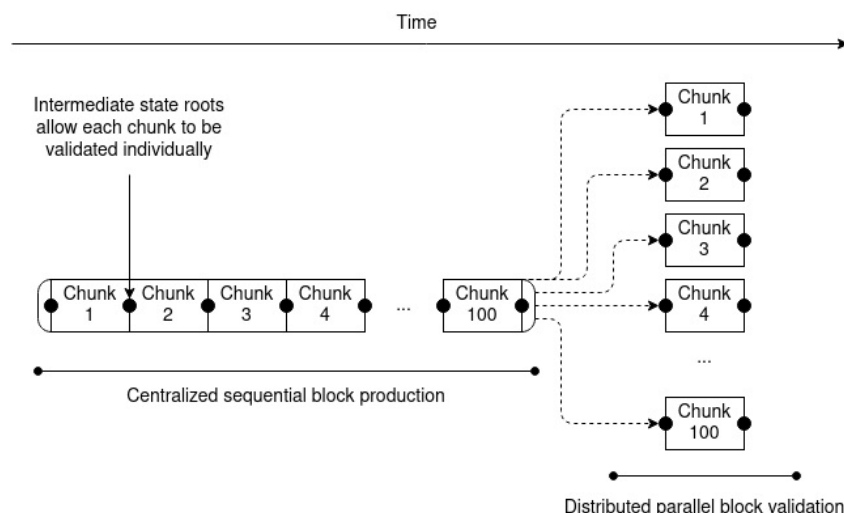 Time
Intermediate state roots
allow each chunk to be
validated individually
Chunk
1
Chunk
2
Chunk
3
Chunk
4
...
Chunk
100
Centralized sequential block production
Chunk
1
Chunk
2
Chunk
3
Chunk
4
...
Chunk
100
Distributed parallel block validation